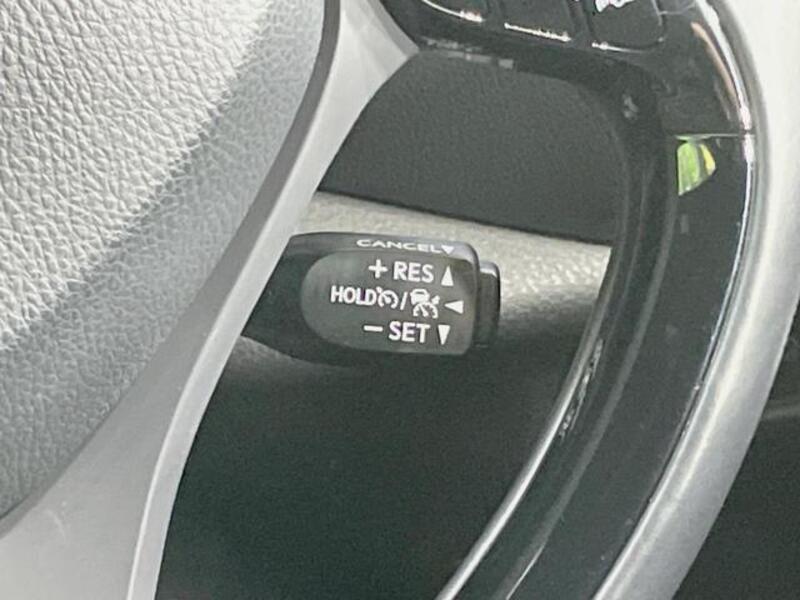 CANCEL
+ RES
HOLD /
− SET